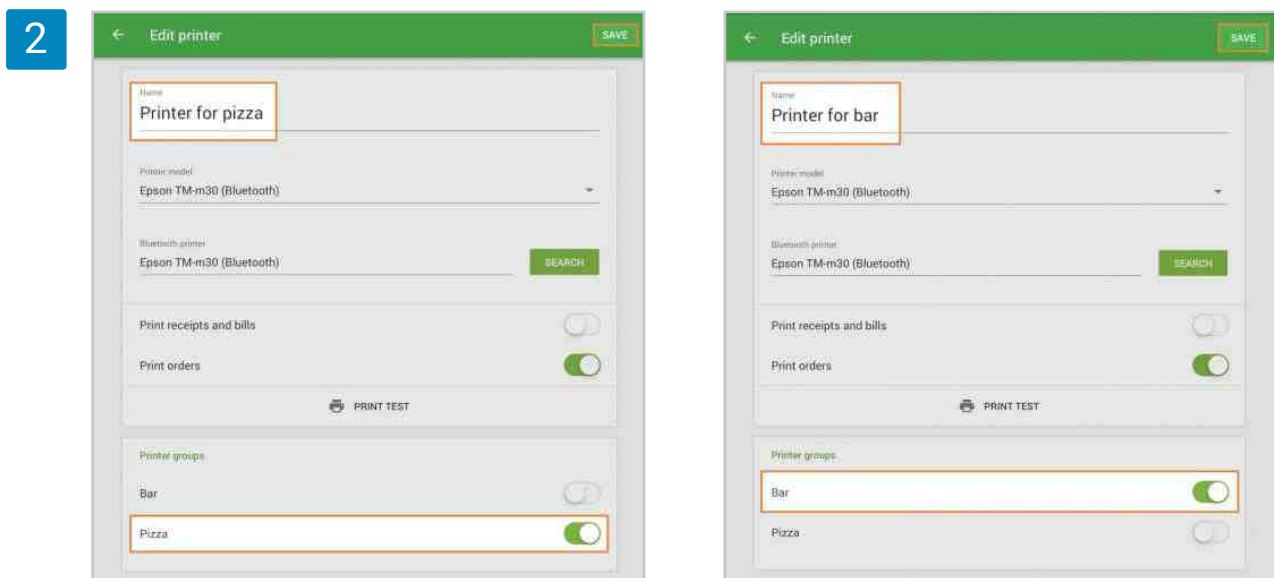 2
Edit printer SAVE
Name
Printer for pizza
Printer model
Epson TM-m30 (Bluetooth)
Bluetooth printer
Epson TM-m30 (Bluetooth) SEARCH
Print receipts and bills
Print orders
PRINT TEST
Printer groups
Bar
Pizza
Edit printer SAVE
Name
Printer for bar
Printer model
Epson TM-m30 (Bluetooth)
Bluetooth printer
Epson TM-m30 (Bluetooth) SEARCH
Print receipts and bills
Print orders
PRINT TEST
Printer groups
Bar
Pizza